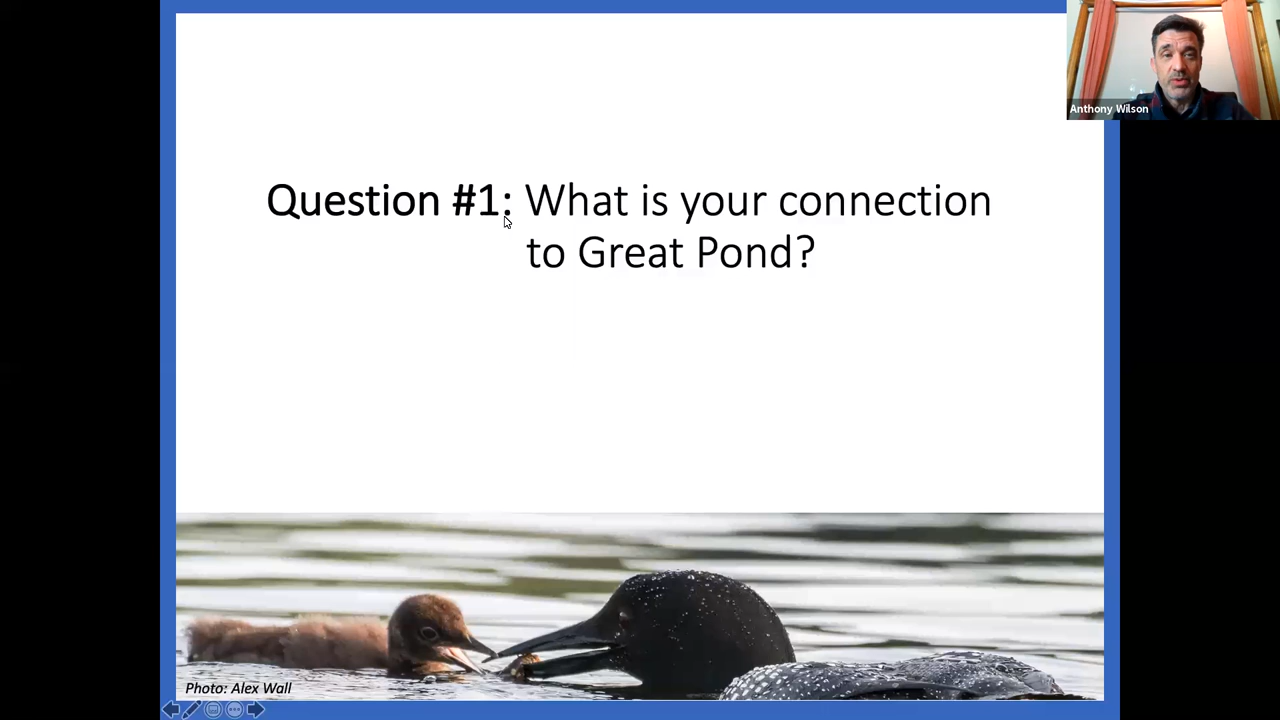 Anthony Wilson
Question #1: What is your connection
to Great Pond?
Photo: Alex Wall